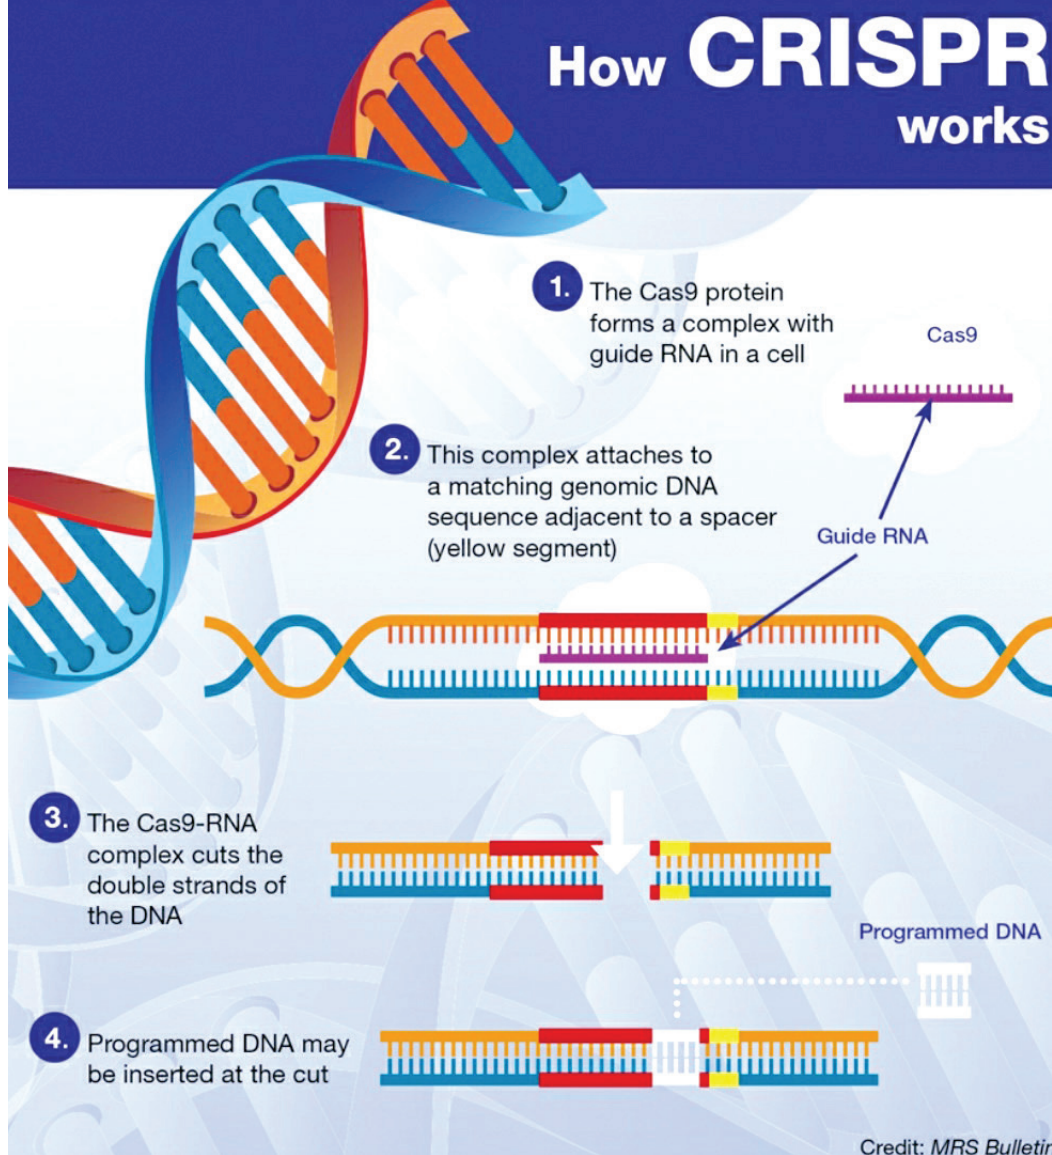 How CRISPR
works
1. The Cas9 protein
forms a complex with
guide RNA in a cell
Cas9
2. This complex attaches to
a matching genomic DNA
sequence adjacent to a spacer
(yellow segment)
Guide RNA
3. The Cas9-RNA
complex cuts the
double strands of
the DNA
Programmed DNA
4. Programmed DNA may
be inserted at the cut
Credit: MRS Bulletin